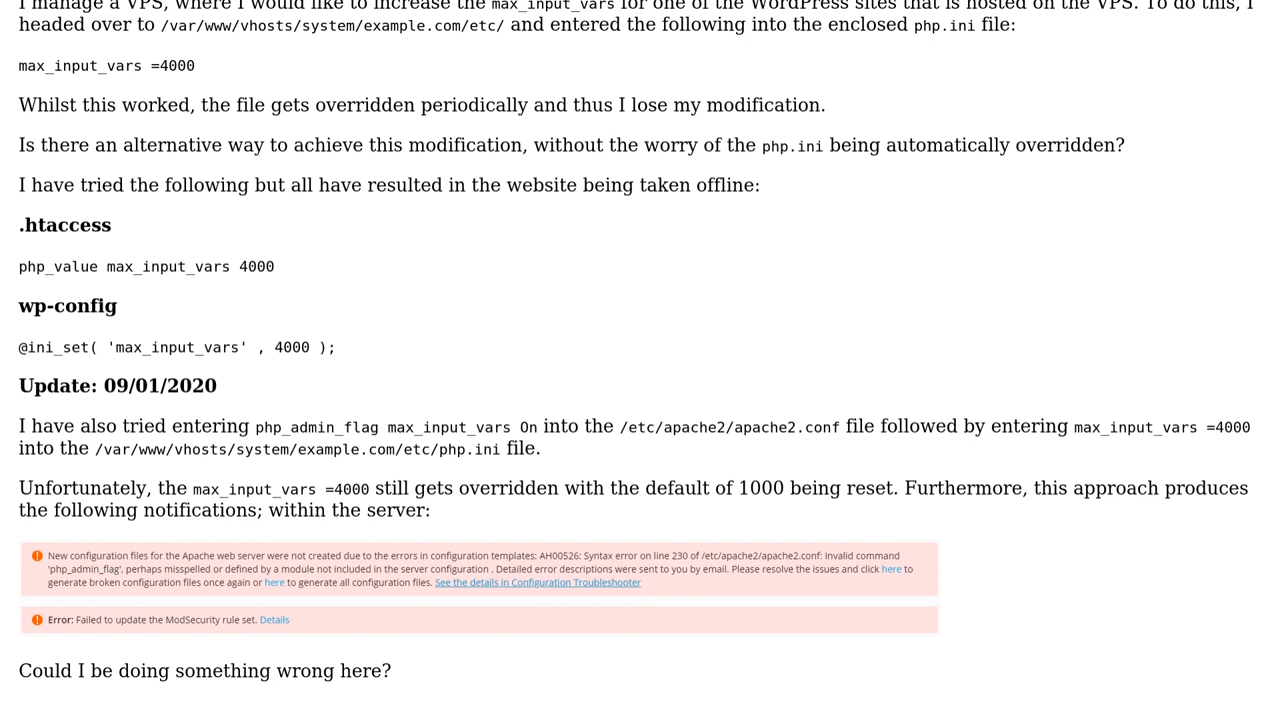 I manage a VPS, where I would like to increase the max_input_vars for one of the WordPress sites that is hosted on the VPS. To do this, I
headed over to /var/www/vhosts/system/example.com/etc/ and entered the following into the enclosed php.ini file:
max_input_vars =4000
Whilst this worked, the file gets overridden periodically and thus I lose my modification.
Is there an alternative way to achieve this modification, without the worry of the php.ini being automatically overridden?
I have tried the following but all have resulted in the website being taken offline:
.htaccess
php_value max_input_vars 4000
wp-config
@ini_set( 'max_input_vars' , 4000 );
Update: 09/01/2020
I have also tried entering php_admin_flag max_input_vars On into the /etc/apache2/apache2.conf file followed by entering max_input_vars =4000
into the /var/www/vhosts/system/example.com/etc/php.ini file.
Unfortunately, the max_input_vars =4000 still gets overridden with the default of 1000 being reset. Furthermore, this approach produces
the following notifications; within the server:
New configuration files for the Apache web server were not created due to the errors in configuration templates: AH00526: Syntax error on line 230 of /etc/apache2/apache2.conf: Invalid command
'php_admin_flag', perhaps misspelled or defined by a module not included in the server configuration . Detailed error descriptions were sent to you by email. Please resolve the issues and click here to
generate broken configuration files once again or here to generate all configuration files. See the details in Configuration Troubleshooter
Error: Failed to update the ModSecurity rule set. Details
Could I be doing something wrong here?